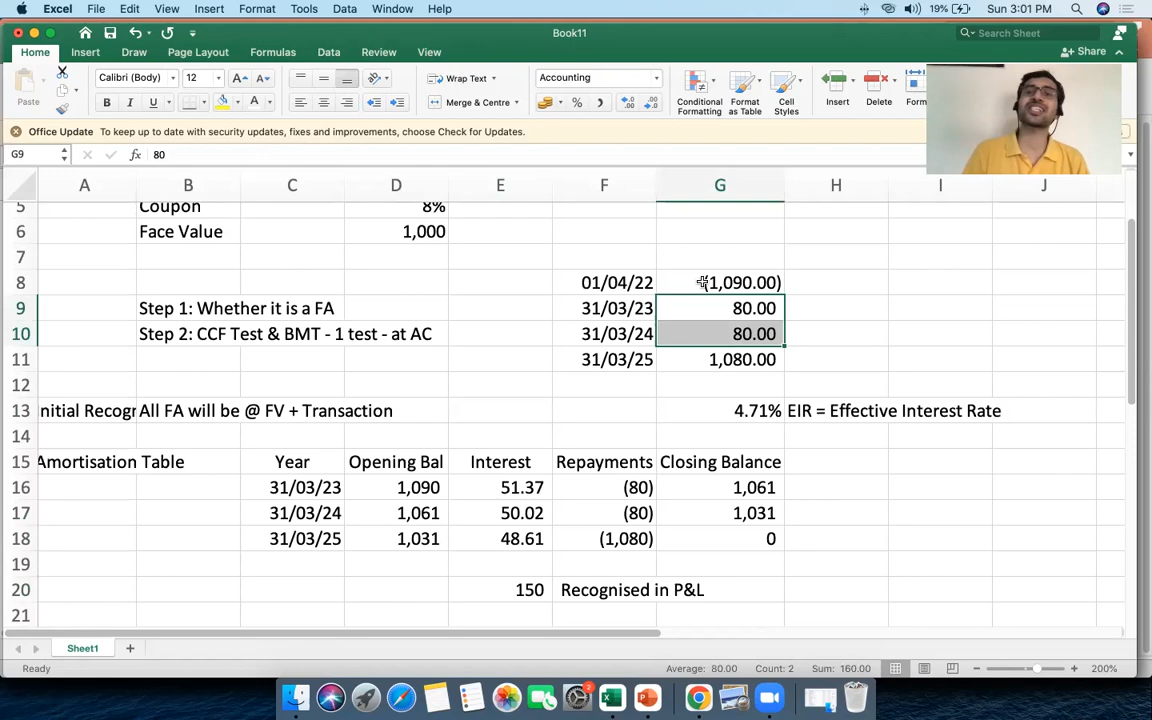 Excel File Edit View Insert Format Tools Data Window Help 19% Sun 3:01 PM
Book11 Search Sheet
Home Insert Draw Page Layout Formulas Data Review View Share
Paste Calibri (Body) 12 A A Wrap Text Accounting Conditional Formatting Format as Table Cell Styles Insert Delete Form
B I U A Merge & Centre %
Office Update To keep up to date with security updates, fixes and improvements, choose Check for Updates.
G9 fx 80
A B C D E F G H I J
5 Coupon 8%
6 Face Value 1,000
7
8 01/04/22 (1,090.00)
9 Step 1: Whether it is a FA 31/03/23 80.00
10 Step 2: CCF Test & BMT - 1 test - at AC 31/03/24 80.00
11 31/03/25 1,080.00
12
13 nitial Recogr All FA will be @ FV + Transaction 4.71% EIR = Effective Interest Rate
14
15 Amortisation Table Year Opening Bal Interest Repayments Closing Balance
16 31/03/23 1,090 51.37 (80) 1,061
17 31/03/24 1,061 50.02 (80) 1,031
18 31/03/25 1,031 48.61 (1,080) 0
19
20 150 Recognised in P&L
21
Sheet1 +
Ready Average: 80.00 Count: 2 Sum: 160.00 200%